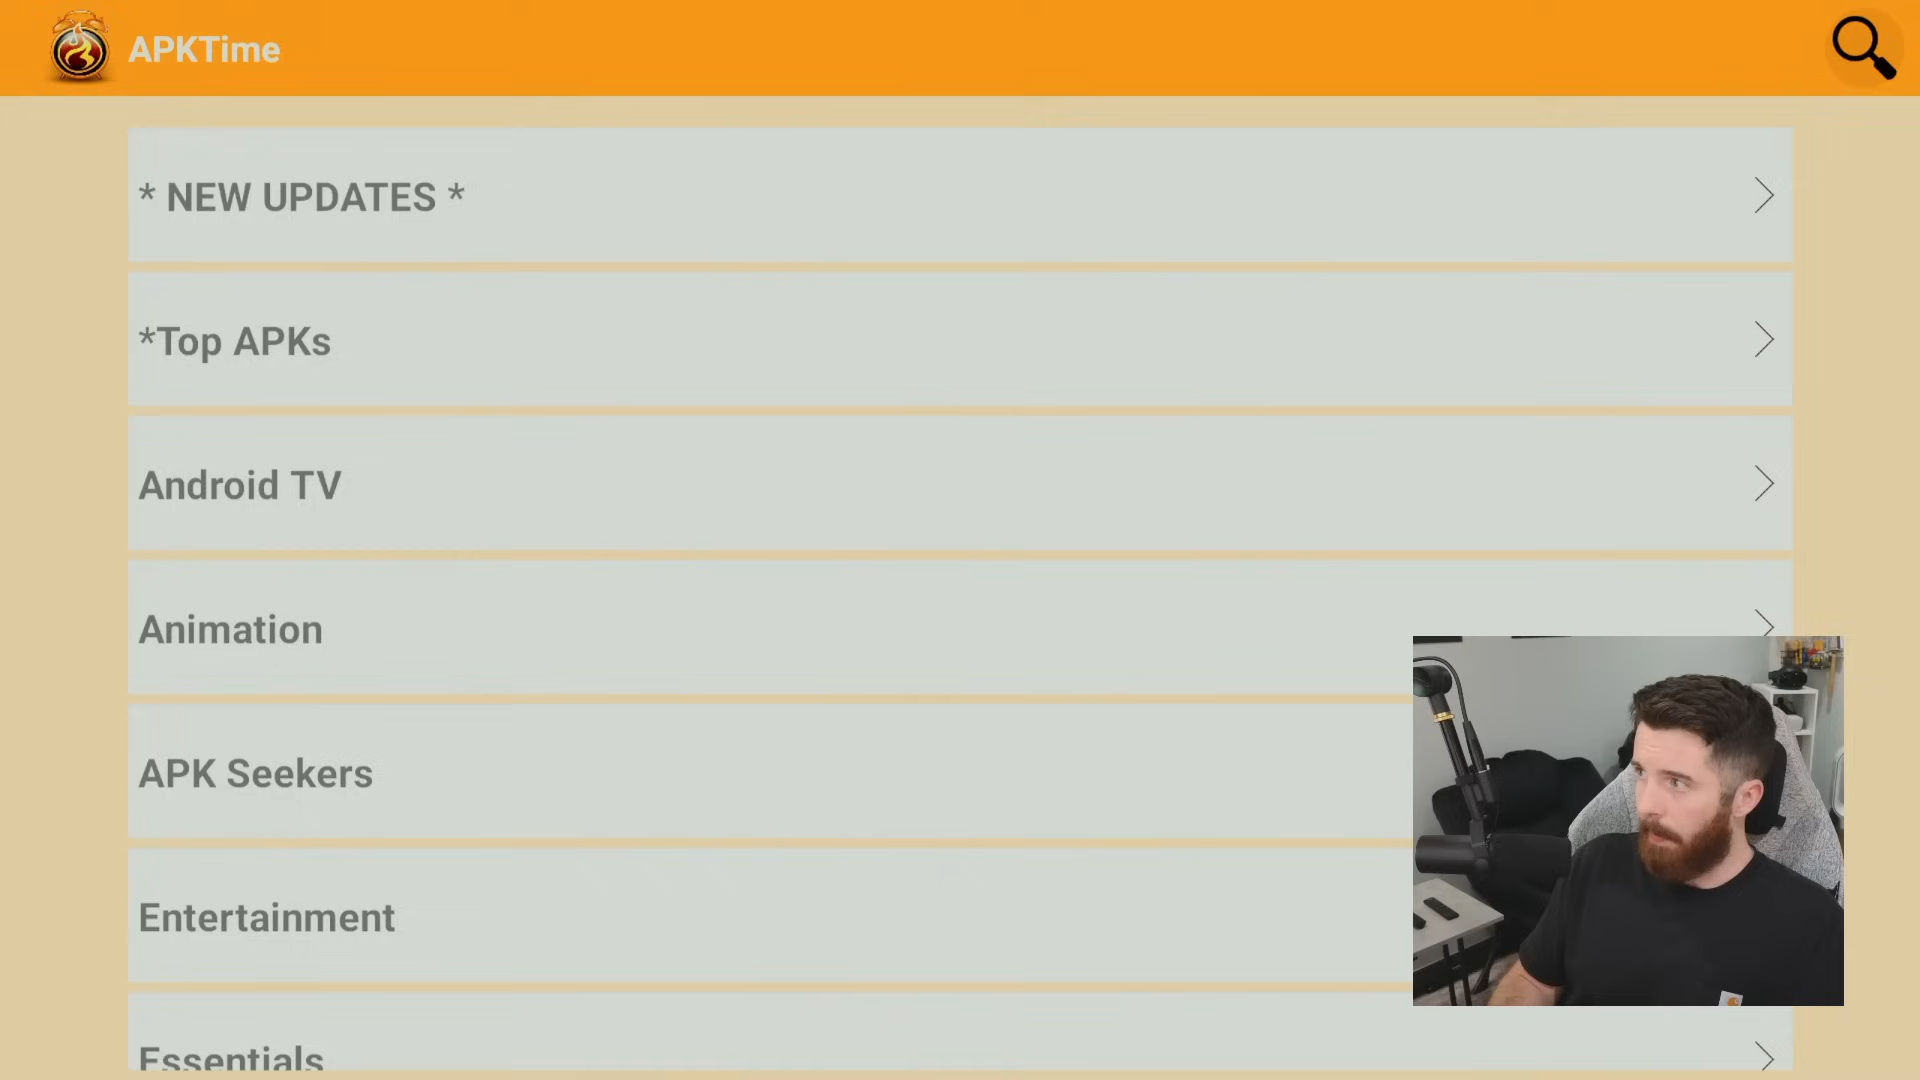 APKTime
* NEW UPDATES *
*Top APKs
Android TV
Animation
APK Seekers
Entertainment
Essentials